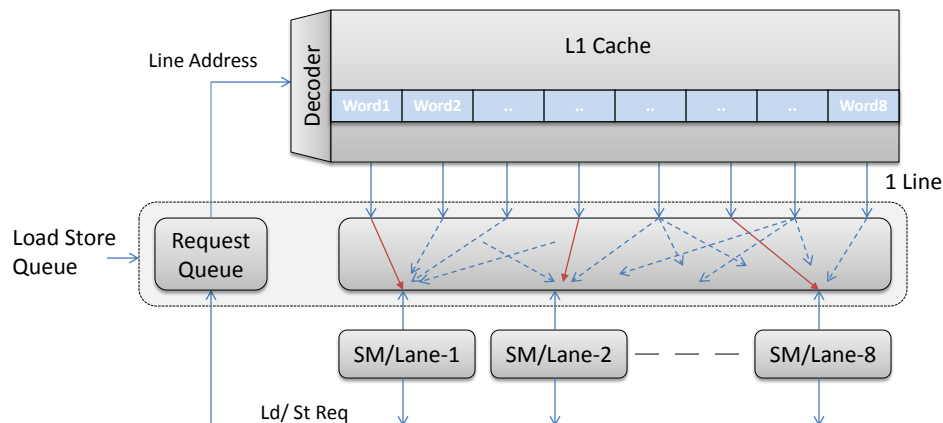 L1 Cache
Line Address
Decoder
Word1 Word2 .. .. .. .. .. Word8
1 Line
Load Store
Queue
Request
Queue
SM/Lane-1 SM/Lane-2 SM/Lane-8
Ld/ St Req